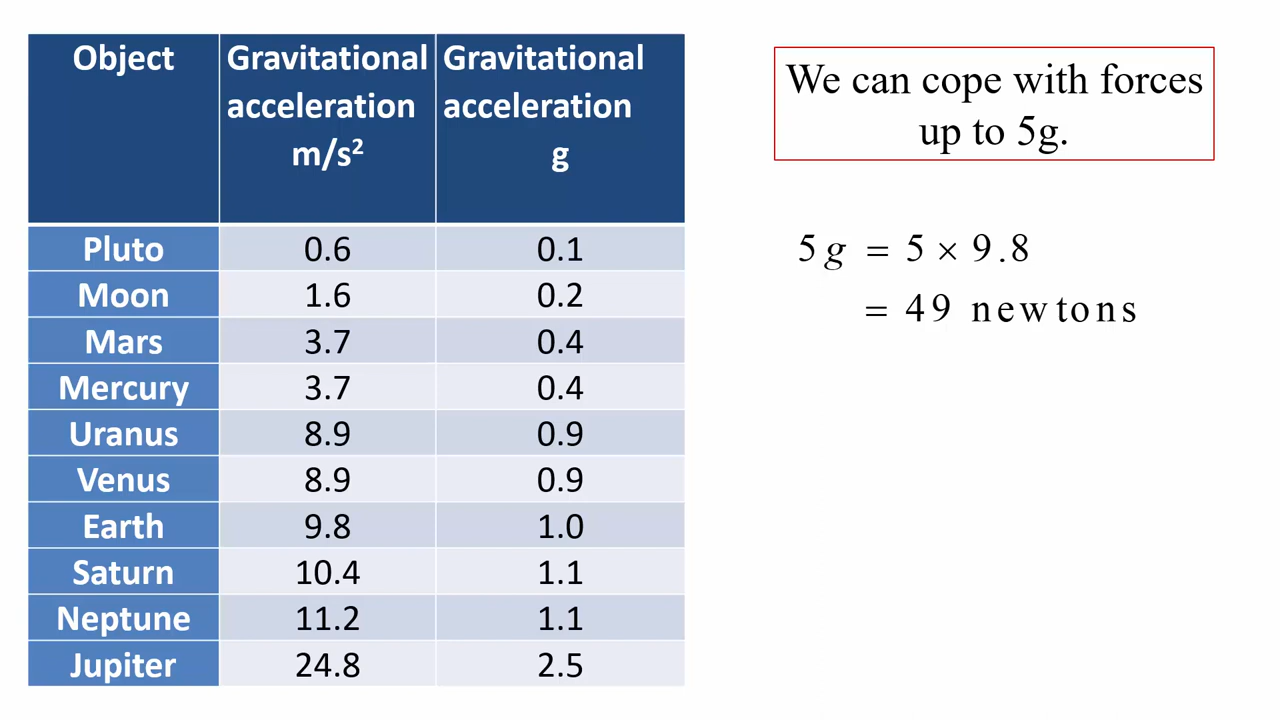 Object Gravitational acceleration m/s² Gravitational acceleration g
Pluto 0.6 0.1
Moon 1.6 0.2
Mars 3.7 0.4
Mercury 3.7 0.4
Uranus 8.9 0.9
Venus 8.9 0.9
Earth 9.8 1.0
Saturn 10.4 1.1
Neptune 11.2 1.1
Jupiter 24.8 2.5
We can cope with forces
up to 5g.
5g = 5 × 9.8
= 49 newtons